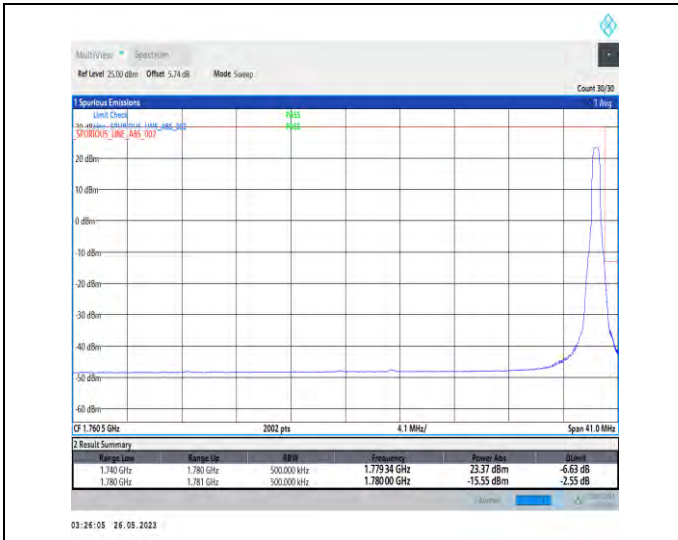 MultiView Spectrum
Ref Level 25.00 dBm Offset 5.74 dB Mode Sweep
Count 30/30
1 Spurious Emissions 1 Avg
Limit Check PASS
SPURIOUS_LINE_ABS_002 PASS
SPURIOUS_LINE_ABS_002
20 dBm
10 dBm
0 dBm
-10 dBm
-20 dBm
-30 dBm
-40 dBm
-50 dBm
-60 dBm
CF 1.7605 GHz 2002 pts 4.1 MHz/ Span 41.0 MHz
2 Result Summary
Range Low Range Up RBW Frequency Power Abs ΔLimit
1.740 GHz 1.780 GHz 500.000 kHz 1.77934 GHz 23.37 dBm -6.63 dB
1.780 GHz 1.781 GHz 500.000 kHz 1.78000 GHz -15.55 dBm -2.55 dB
03:26:05 26.05.2023